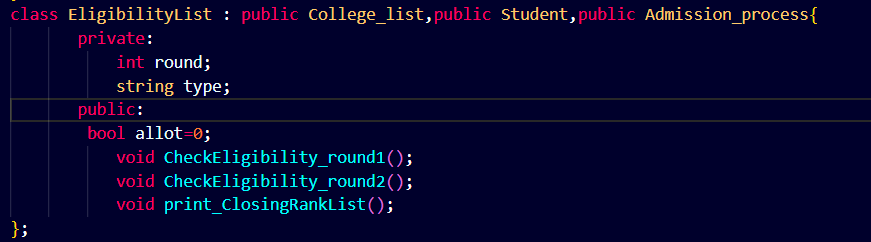 class EligibilityList : public College_list,public Student,public Admission_process{
private:
int round;
string type;
public:
bool allot=0;
void CheckEligibility_round1();
void CheckEligibility_round2();
void print_ClosingRankList();
};